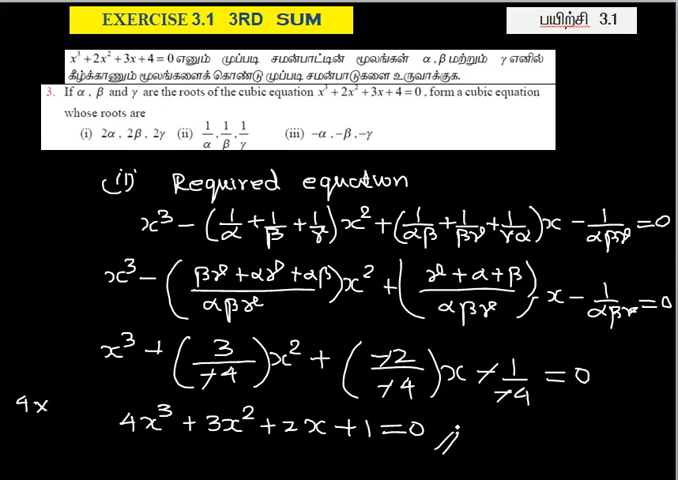 EXERCISE 3.1 3RD SUM
பயிற்சி 3.1
x³ + 2x² + 3x + 4 = 0 எனும் முப்படி சமன்பாட்டின் மூலங்கள் α, β மற்றும் γ எனில்
கீழ்க்காணும் மூலங்களைக் கொண்டு முப்படி சமன்பாடுகளை உருவாக்குக.
3. If α, β and γ are the roots of the cubic equation x³ + 2x² + 3x + 4 = 0, form a cubic equation
whose roots are
(i) 2α, 2β, 2γ (ii) 1/α, 1/β, 1/γ (iii) -α, -β, -γ
(ii) Required equation
x³ - (1/α + 1/β + 1/γ)x² + (1/αβ + 1/βγ + 1/γα)x - 1/αβγ = 0
x³ - ((βγ + αγ + αβ)/αβγ)x² + ((γ + α + β)/αβγ)x - 1/αβγ = 0
x³ + (3/-4)x² + (-2/-4)x - 1/-4 = 0
4x 4x³ + 3x² + 2x + 1 = 0 //